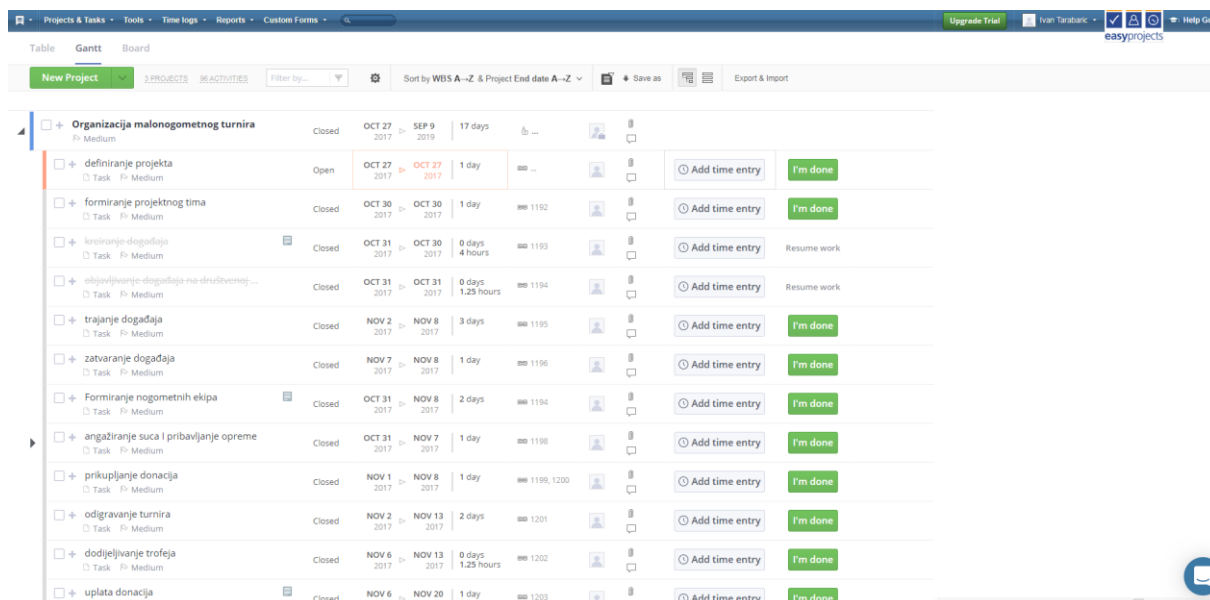 Projects & Tasks Tools Time logs Reports Custom Forms Upgrade Trial Ivan Tarabaric Help
easyprojects
Table Gantt Board
New Project 3 PROJECTS 96 ACTIVITIES Filter by... Sort by WBS A→Z & Project End date A→Z Save as Export & Import
Organizacija malonogometnog turnira Closed OCT 27 SEP 9 17 days ...
Medium 2017 2019
definiranje projekta Open OCT 27 OCT 27 1 day ... Add time entry I'm done
Task Medium 2017 2017
formiranje projektnog tima Closed OCT 30 OCT 30 1 day 1192 Add time entry I'm done
Task Medium 2017 2017
kreiranje događaja Closed OCT 31 OCT 30 0 days 1193 Add time entry Resume work
Task Medium 2017 2017 4 hours
objavljivanje događaja na društvenoj ... Closed OCT 31 OCT 31 0 days 1194 Add time entry Resume work
Task Medium 2017 2017 1.25 hours
trajanje događaja Closed NOV 2 NOV 8 3 days 1195 Add time entry I'm done
Task Medium 2017 2017
zatvaranje događaja Closed NOV 7 NOV 8 1 day 1196 Add time entry I'm done
Task Medium 2017 2017
Formiranje nogometnih ekipa Closed OCT 31 NOV 8 2 days 1194 Add time entry I'm done
Task Medium 2017 2017
angažiranje suca I pribavljanje opreme Closed OCT 31 NOV 7 1 day 1198 Add time entry I'm done
Task Medium 2017 2017
prikupljanje donacija Closed NOV 1 NOV 8 1 day 1199, 1200 Add time entry I'm done
Task Medium 2017 2017
odigravanje turnira Closed NOV 2 NOV 13 2 days 1201 Add time entry I'm done
Task Medium 2017 2017
dodijeljivanje trofeja Closed NOV 6 NOV 13 0 days 1202 Add time entry I'm done
Task Medium 2017 2017 1.25 hours
uplata donacija Closed NOV 6 NOV 20 1 day 1203 Add time entry I'm done